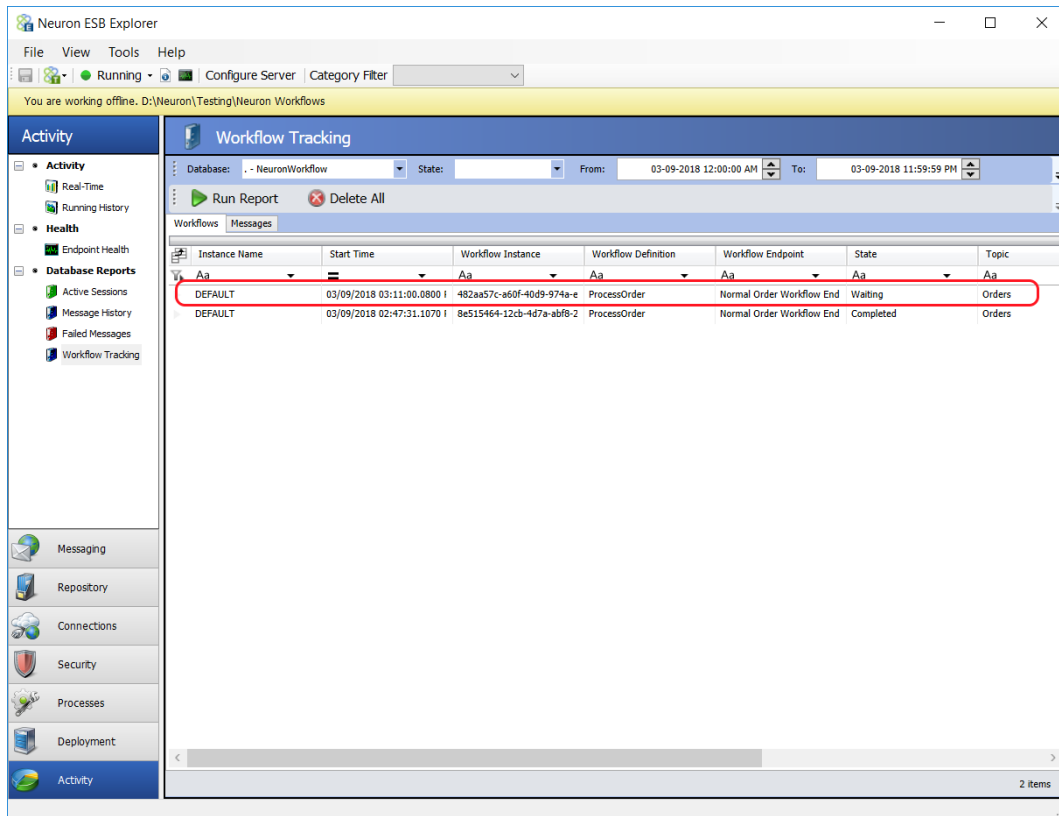 Neuron ESB Explorer
File View Tools Help
Running Configure Server Category Filter
You are working offline. D:\Neuron\Testing\Neuron Workflows
Activity
Activity
Real-Time
Running History
Health
Endpoint Health
Database Reports
Active Sessions
Message History
Failed Messages
Workflow Tracking
Messaging
Repository
Connections
Security
Processes
Deployment
Activity
Workflow Tracking
Database: . - NeuronWorkflow State: From: 03-09-2018 12:00:00 AM To: 03-09-2018 11:59:59 PM
Run Report Delete All
Workflows Messages
Instance Name Start Time Workflow Instance Workflow Definition Workflow Endpoint State Topic
Aa = Aa Aa Aa Aa Aa
DEFAULT 03/09/2018 03:11:00.0800 482aa57c-a60f-40d9-974a-e ProcessOrder Normal Order Workflow End Waiting Orders
DEFAULT 03/09/2018 02:47:31.1070 8e515464-12cb-4d7a-abf8-2 ProcessOrder Normal Order Workflow End Completed Orders
2 items